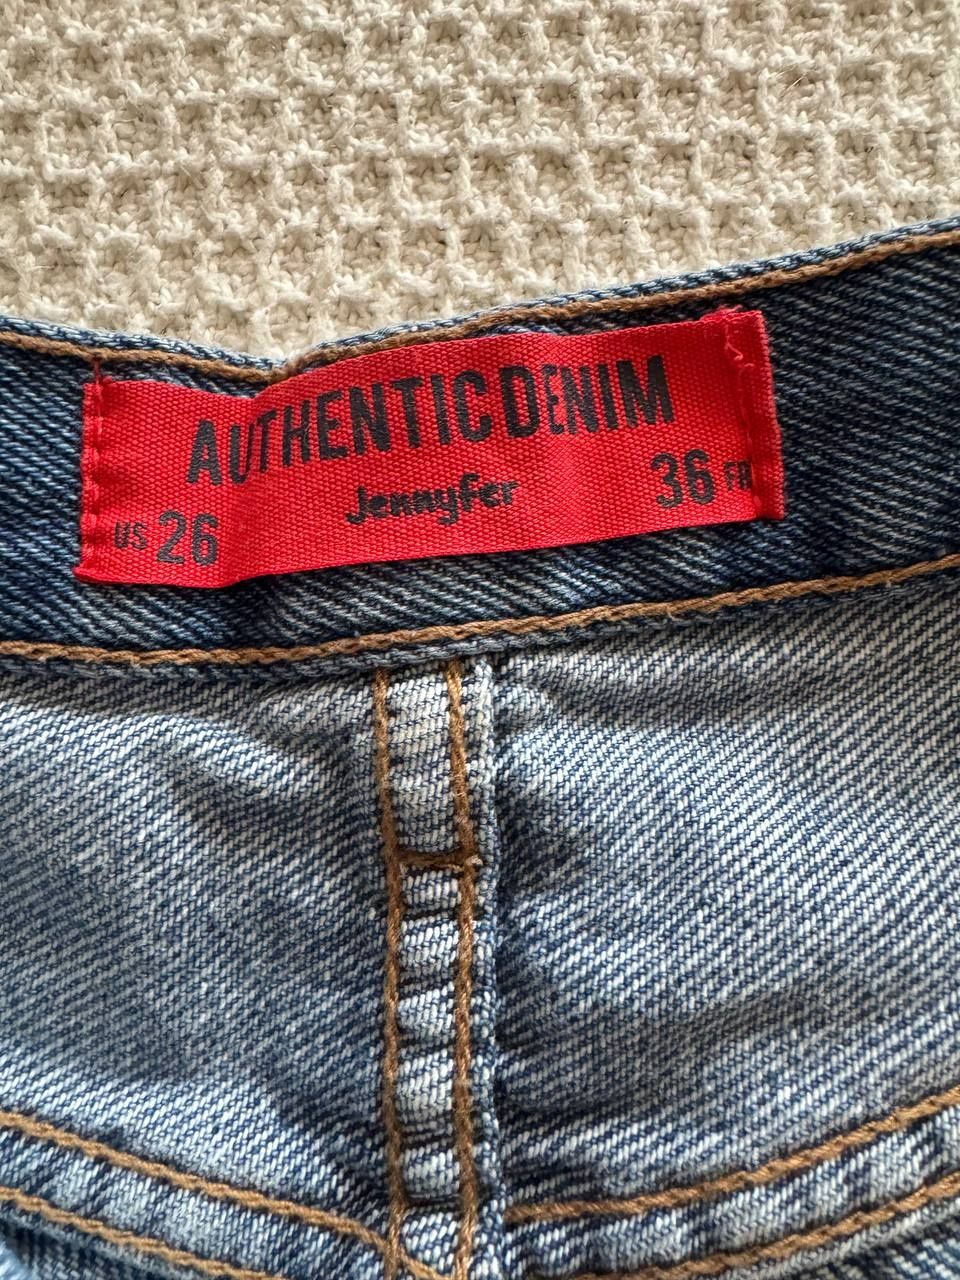 AUTHENTIC DENIM
Jennyfer
US 26
36 FR